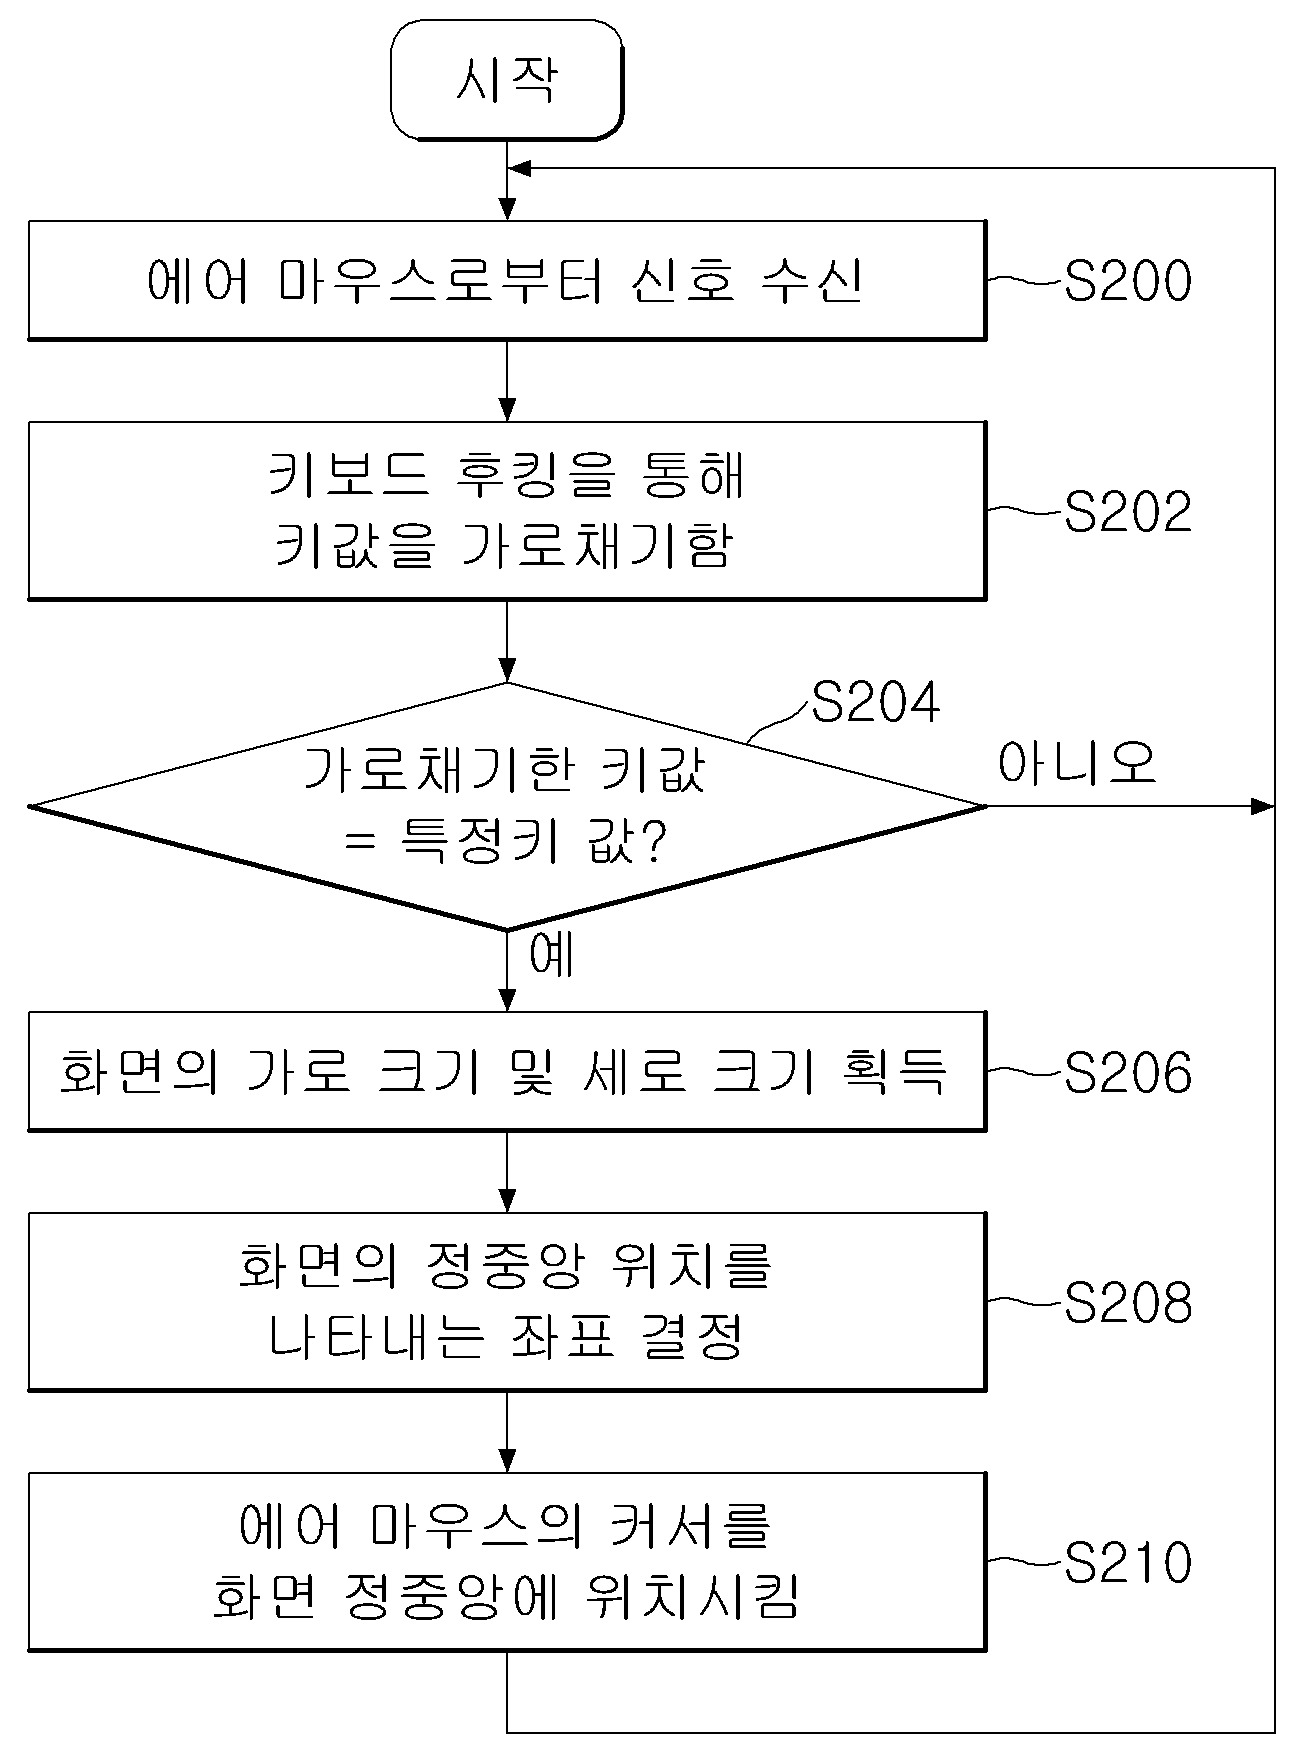 시작
에어 마우스로부터 신호 수신
S200
키보드 후킹을 통해
키값을 가로채기함
S202
S204
가로채기한 키값
= 특정키 값?
아니오
예
화면의 가로 크기 및 세로 크기 획득
S206
화면의 정중앙 위치를
나타내는 좌표 결정
S208
에어 마우스의 커서를
화면 정중앙에 위치시킴
S210